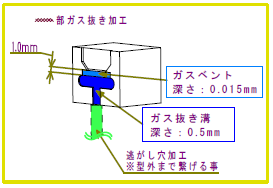 部ガス抜き加工
1.0mm
ガスベント
深さ：0.015mm
ガス抜き溝
深さ：0.5mm
逃がし穴加工
※型外まで繋げる事